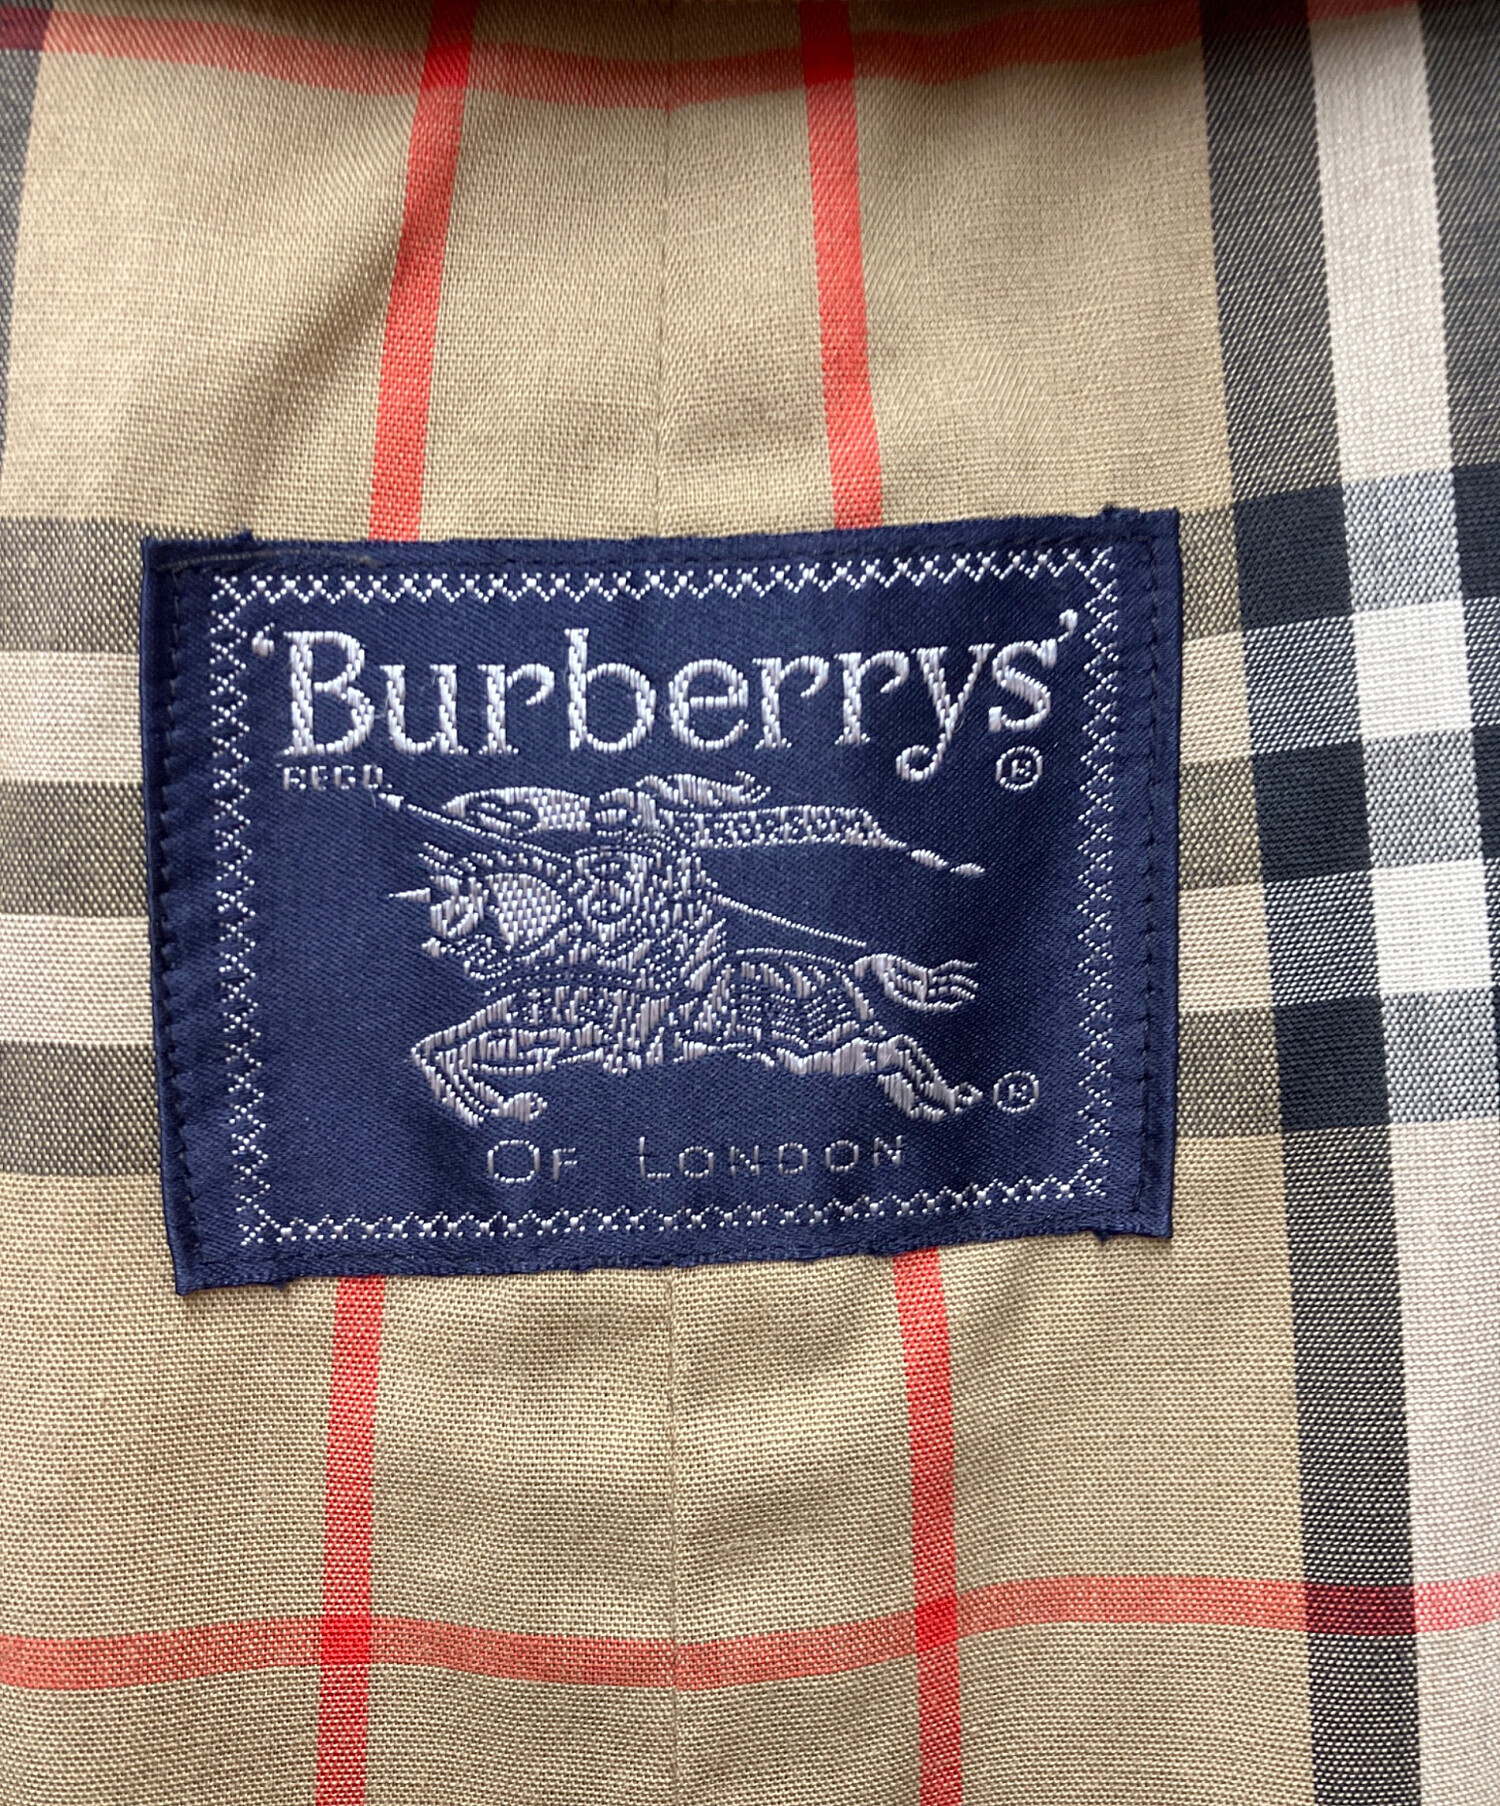 'Burberrys'
REGD. ®
®
OF LONDON